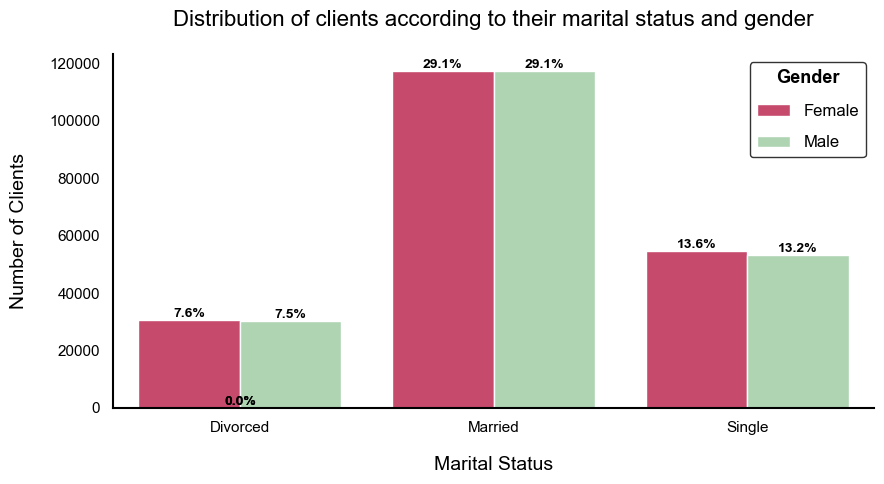 Distribution of clients according to their marital status and gender
Number of Clients
120000
100000
80000
60000
40000
20000
0
7.6%
7.5%
0.0%
29.1%
29.1%
13.6%
13.2%
Gender
Female
Male
Divorced
Married
Single
Marital Status